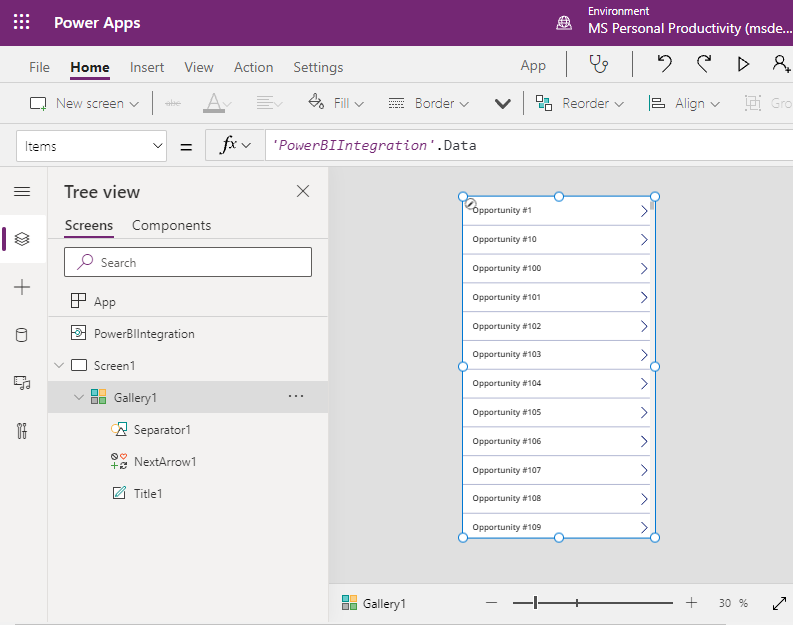 Power Apps
Environment
MS Personal Productivity (msde...
File Home Insert View Action Settings App
New screen abc A Fill Border Reorder Align Gro
Items = fx 'PowerBIIntegration'.Data
Tree view
Screens Components
Search
App
PowerBIIntegration
Screen1
Gallery1 ...
Separator1
NextArrow1
Title1
Opportunity #1
Opportunity #10
Opportunity #100
Opportunity #101
Opportunity #102
Opportunity #103
Opportunity #104
Opportunity #105
Opportunity #106
Opportunity #107
Opportunity #108
Opportunity #109
Gallery1 30 %